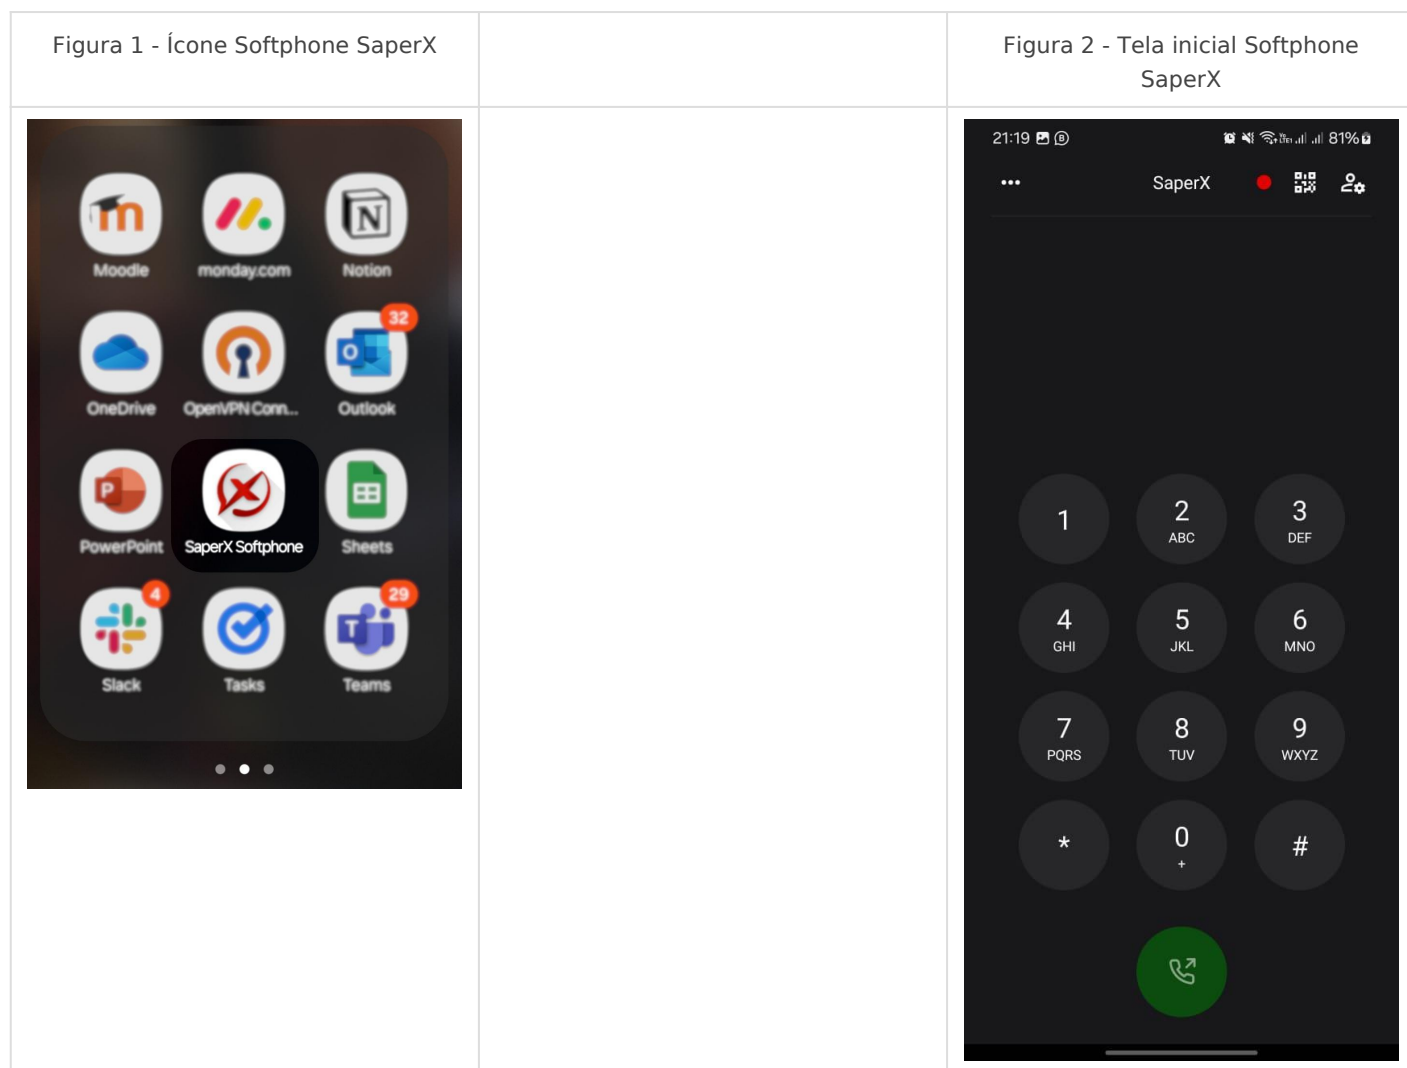 Figura 1 - Ícone Softphone SaperX
Figura 2 - Tela inicial Softphone
SaperX
Moodle
monday.com
Notion
32
OneDrive
OpenVPN Conn...
Outlook
PowerPoint
SaperX Softphone
Sheets
4
29
Slack
Tasks
Teams
21:19
81%
SaperX
1
2
3
ABC
DEF
4
5
6
GHI
JKL
MNO
7
8
9
PQRS
TUV
WXYZ
*
0
#
+